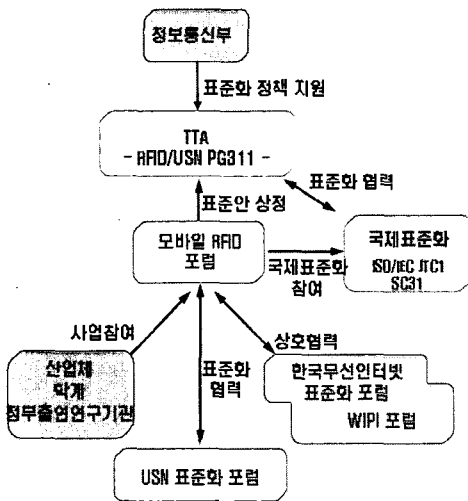 정보통신부
표준화 정책 지원
TTA
- RFID/USN PG311 -
표준화 협력
표준안 상정
모바일 RFID
포럼
국제표준화
참여
국제표준화
ISO/IEC JTC1
SC31
사업참여
산업체
학계
정부출연연구기관
표준화
협력
상호협력
한국무선인터넷
표준화 포럼
WIPI 포럼
USN 표준화 포럼